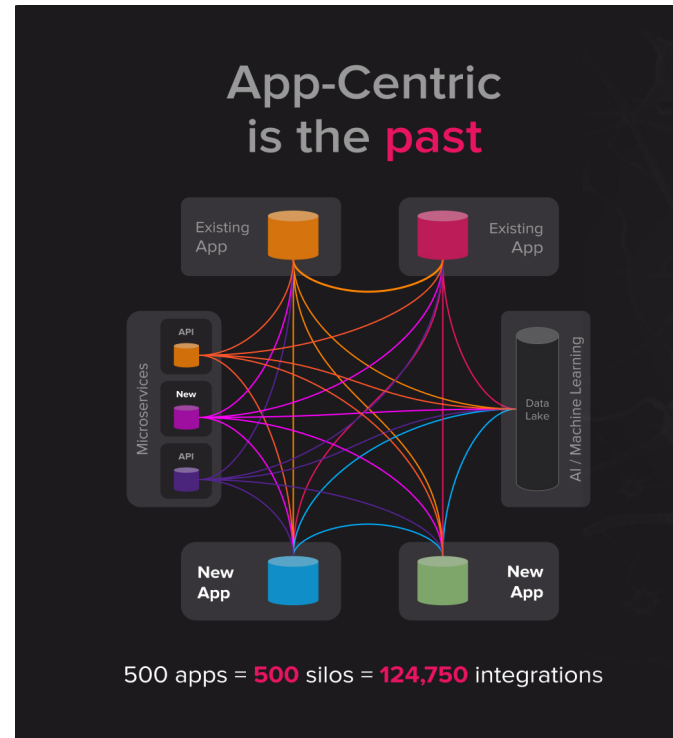 App-Centric
is the past
Existing
App
Existing
App
Microservices
API
New
API
Data
Lake
AI / Machine Learning
New
App
New
App
500 apps = 500 silos = 124,750 integrations